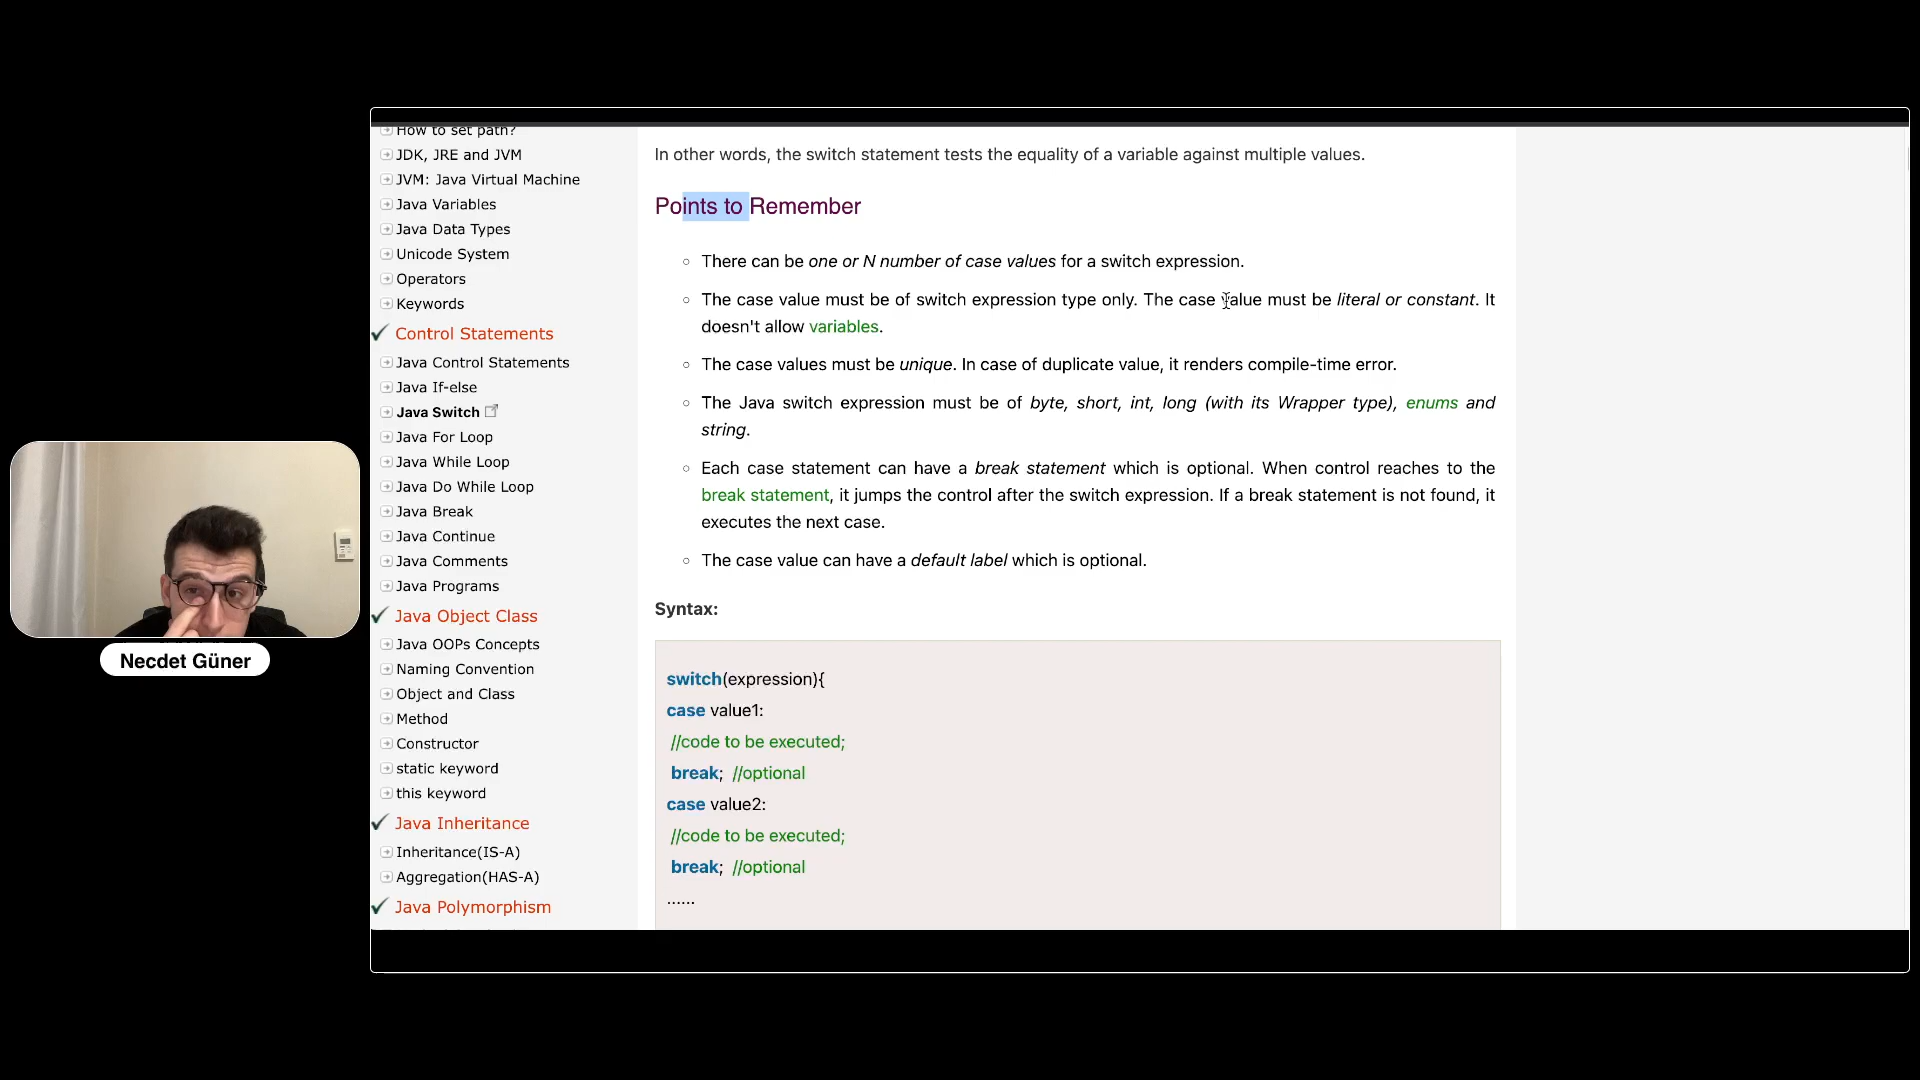 How to set path?
JDK, JRE and JVM
JVM: Java Virtual Machine
Java Variables
Java Data Types
Unicode System
Operators
Keywords
Control Statements
Java Control Statements
Java If-else
Java Switch
Java For Loop
Java While Loop
Java Do While Loop
Java Break
Java Continue
Java Comments
Java Programs
Java Object Class
Java OOPs Concepts
Naming Convention
Object and Class
Method
Constructor
static keyword
this keyword
Java Inheritance
Inheritance(IS-A)
Aggregation(HAS-A)
Java Polymorphism
In other words, the switch statement tests the equality of a variable against multiple values.
Points to Remember
There can be one or N number of case values for a switch expression.
The case value must be of switch expression type only. The case value must be literal or constant. It
doesn't allow variables.
The case values must be unique. In case of duplicate value, it renders compile-time error.
The Java switch expression must be of byte, short, int, long (with its Wrapper type), enums and
string.
Each case statement can have a break statement which is optional. When control reaches to the
break statement, it jumps the control after the switch expression. If a break statement is not found, it
executes the next case.
The case value can have a default label which is optional.
Syntax:
switch(expression){
case value1:
//code to be executed;
break; //optional
case value2:
//code to be executed;
break; //optional
......
Necdet Güner